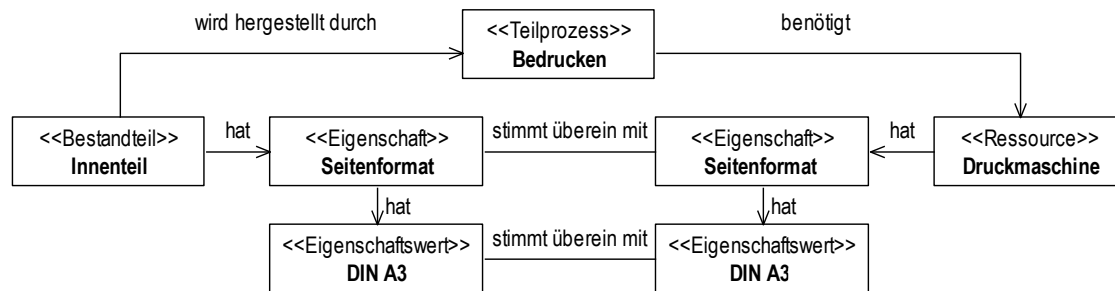 wird hergestellt durch
<<Teilprozess>>
Bedrucken
benötigt
<<Bestandteil>>
Innenteil
hat
<<Eigenschaft>>
Seitenformat
stimmt überein mit
<<Eigenschaft>>
Seitenformat
hat
<<Ressource>>
Druckmaschine
hat
hat
<<Eigenschaftswert>>
DIN A3
stimmt überein mit
<<Eigenschaftswert>>
DIN A3